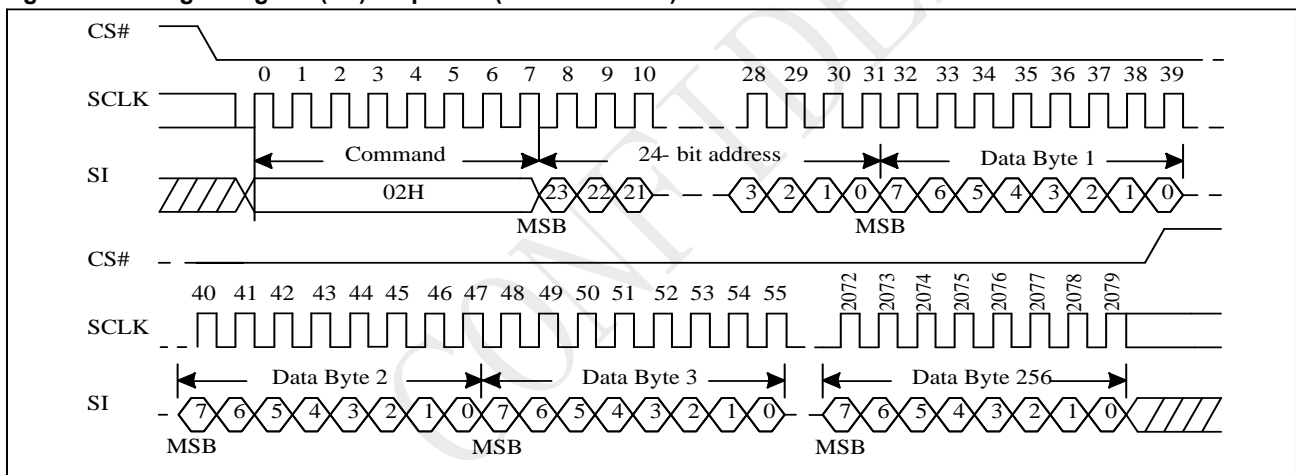 CS#
0 1 2 3 4 5 6 7 8 9 10 28 29 30 31 32 33 34 35 36 37 38 39
SCLK
Command 24- bit address Data Byte 1
SI
02H 23 22 21 3 2 1 0 7 6 5 4 3 2 1 0
MSB MSB
CS#
40 41 42 43 44 45 46 47 48 49 50 51 52 53 54 55 2072 2073 2074 2075 2076 2077 2078 2079
SCLK
Data Byte 2 Data Byte 3 Data Byte 256
SI
7 6 5 4 3 2 1 0 7 6 5 4 3 2 1 0 7 6 5 4 3 2 1 0
MSB MSB MSB